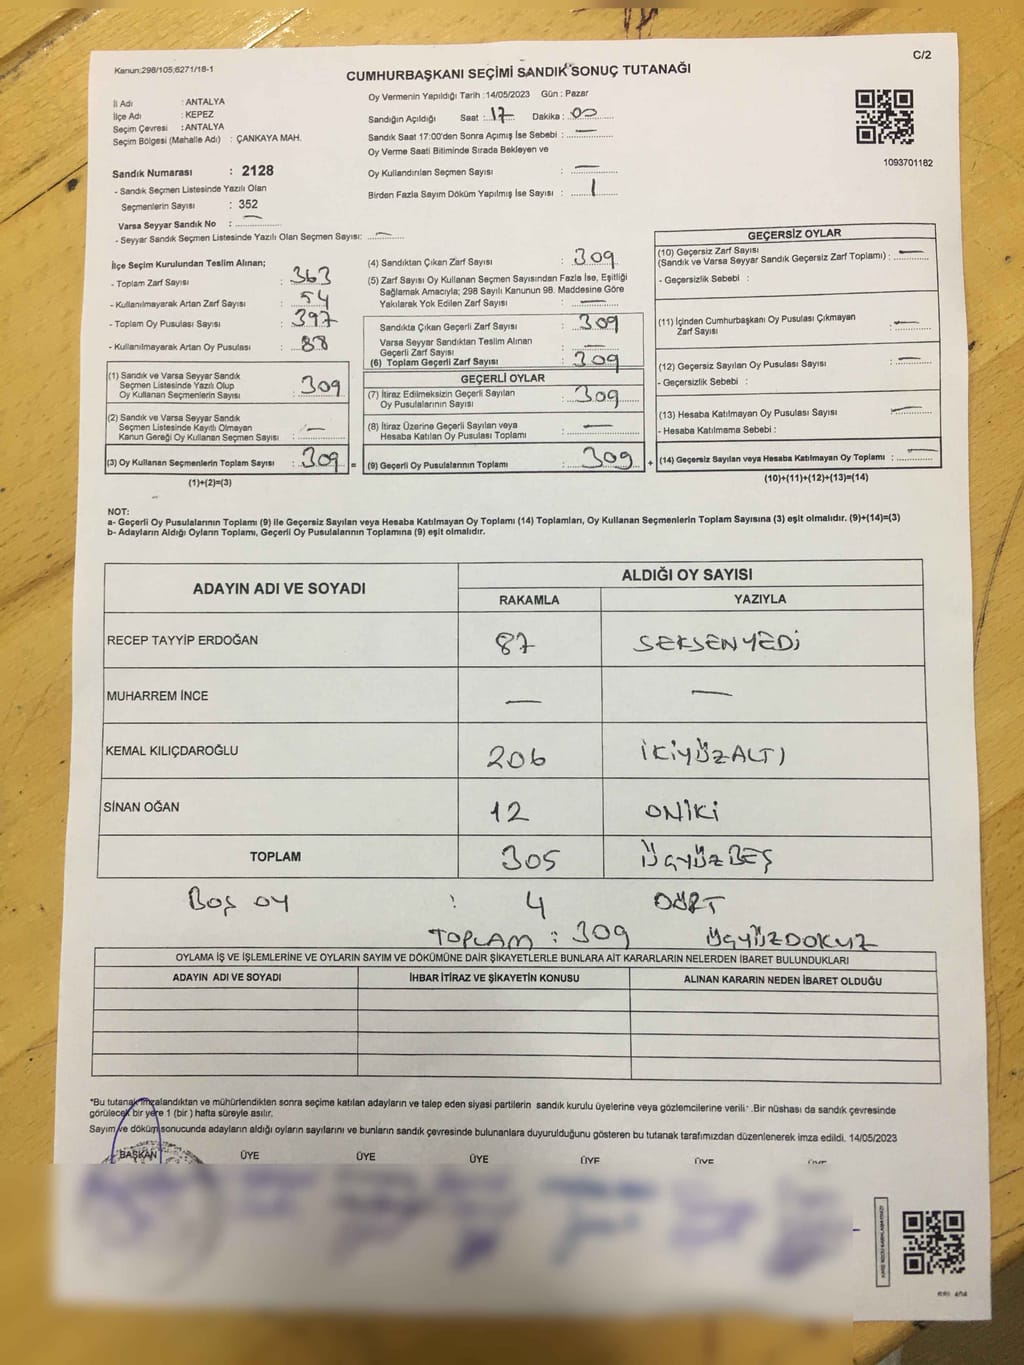 C/2
Kanun:298/105;6271/18-1
CUMHURBAŞKANI SEÇİMİ SANDIK SONUÇ TUTANAĞI
İl Adı : ANTALYA
İlçe Adı : KEPEZ
Seçim Çevresi : ANTALYA
Seçim Bölgesi (Mahalle Adı) : ÇANKAYA MAH.
Sandık Numarası : 2128
- Sandık Seçmen Listesinde Yazılı Olan
Seçmenlerin Sayısı : 352
Varsa Seyyar Sandık No : —
- Seyyar Sandık Seçmen Listesinde Yazılı Olan Seçmen Sayısı: —
Oy Vermenin Yapıldığı Tarih :14/05/2023 Gün : Pazar
Sandığın Açıldığı Saat : 17 Dakika : 00
Sandık Saat 17:00'den Sonra Açımış İse Sebebi : —
Oy Verme Saati Bitiminde Sırada Bekleyen ve
Oy Kullandırılan Seçmen Sayısı : —
Birden Fazla Sayım Döküm Yapılmış İse Sayısı : 1
1093701182
İlçe Seçim Kurulundan Teslim Alınan;
- Toplam Zarf Sayısı : 363
- Kullanılmayarak Artan Zarf Sayısı : 54
- Toplam Oy Pusulası Sayısı : 397
- Kullanılmayarak Artan Oy Pusulası : 88
(1) Sandık ve Varsa Seyyar Sandık
Seçmen Listesinde Yazılı Olup
Oy Kullanan Seçmenlerin Sayısı : 309
(2) Sandık ve Varsa Seyyar Sandık
Seçmen Listesinde Kayıtlı Olmayan
Kanun Gereği Oy Kullanan Seçmen Sayısı : —
(3) Oy Kullanan Seçmenlerin Toplam Sayısı : 309 =
(1)+(2)=(3)
(4) Sandıktan Çıkan Zarf Sayısı : 309
(5) Zarf Sayısı Oy Kullanan Seçmen Sayısından Fazla İse, Eşitliği
Sağlamak Amacıyla; 298 Sayılı Kanunun 98. Maddesine Göre
Yakılarak Yok Edilen Zarf Sayısı : —
Sandıkta Çıkan Geçerli Zarf Sayısı : 309
Varsa Seyyar Sandıktan Teslim Alınan
Geçerli Zarf Sayısı : —
(6) Toplam Geçerli Zarf Sayısı : 309
GEÇERLİ OYLAR
(7) İtiraz Edilmeksizin Geçerli Sayılan
Oy Pusulalarının Sayısı : 309
(8) İtiraz Üzerine Geçerli Sayılan veya
Hesaba Katılan Oy Pusulası Toplamı : —
(9) Geçerli Oy Pusulalarının Toplamı : 309 +
GEÇERSİZ OYLAR
(10) Geçersiz Zarf Sayısı
(Sandık ve Varsa Seyyar Sandık Geçersiz Zarf Toplamı) : —
- Geçersizlik Sebebi :
(11) İçinden Cumhurbaşkanı Oy Pusulası Çıkmayan
Zarf Sayısı : —
(12) Geçersiz Sayılan Oy Pusulası Sayısı : —
- Geçersizlik Sebebi :
(13) Hesaba Katılmayan Oy Pusulası Sayısı : —
- Hesaba Katılmama Sebebi :
(14) Geçersiz Sayılan veya Hesaba Katılmayan Oy Toplamı : —
(10)+(11)+(12)+(13)=(14)
NOT:
a- Geçerli Oy Pusulalarının Toplamı (9) ile Geçersiz Sayılan veya Hesaba Katılmayan Oy Toplamı (14) Toplamları, Oy Kullanan Seçmenlerin Toplam Sayısına (3) eşit olmalıdır. (9)+(14)=(3)
b- Adayların Aldığı Oyların Toplamı, Geçerli Oy Pusulalarının Toplamına (9) eşit olmalıdır.
ADAYIN ADI VE SOYADI
ALDIĞI OY SAYISI
RAKAMLA YAZIYLA
RECEP TAYYİP ERDOĞAN 87 SEKSENYEDİ
MUHARREM İNCE — —
KEMAL KILIÇDAROĞLU 206 İKİYÜZALTI
SİNAN OĞAN 12 ONİKİ
TOPLAM 305 ÜÇYÜZBEŞ
BOŞ OY : 4 DÖRT
TOPLAM : 309 ÜÇYÜZDOKUZ
OYLAMA İŞ VE İŞLEMLERİNE VE OYLARIN SAYIM VE DÖKÜMÜNE DAİR ŞİKAYETLERLE BUNLARA AİT KARARLARIN NELERDEN İBARET BULUNDUKLARI
ADAYIN ADI VE SOYADI İHBAR İTİRAZ VE ŞİKAYETİN KONUSU ALINAN KARARIN NEDEN İBARET OLDUĞU
*Bu tutanak imzalandıktan ve mühürlendikten sonra seçime katılan adayların ve talep eden siyasi partilerin sandık kurulu üyelerine veya gözlemcilerine verilir. Bir nüshası da sandık çevresinde
görülecek bir yere 1 (bir) hafta süreyle asılır.
Sayım ve döküm sonucunda adayların aldığı oyların sayılarını ve bunların sandık çevresinde bulunanlara duyurulduğunu gösteren bu tutanak tarafımızdan düzenlenerek imza edildi. 14/05/2023
BAŞKAN ÜYE ÜYE ÜYE ÜYE ÜYE ÜYE